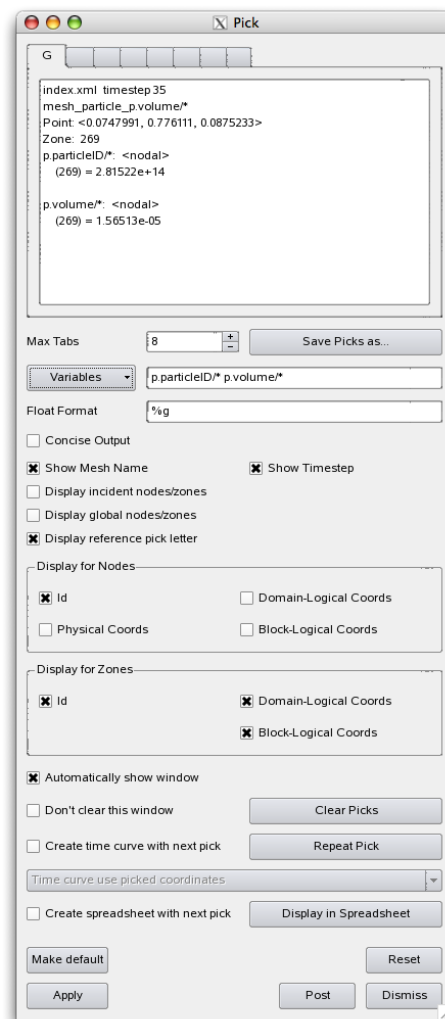 Pick
G
index.xml timestep 35
mesh_particle_p.volume/*
Point: <0.0747991, 0.776111, 0.0875233>
Zone: 269
p.particleID/*: <nodal>
(269) = 2.81522e+14
p.volume/*: <nodal>
(269) = 1.56513e-05
Max Tabs 8 + - Save Picks as...
Variables p.particleID/* p.volume/*
Float Format %g
Concise Output
Show Mesh Name Show Timestep
Display incident nodes/zones
Display global nodes/zones
Display reference pick letter
Display for Nodes
Id Domain-Logical Coords
Physical Coords Block-Logical Coords
Display for Zones
Id Domain-Logical Coords
Block-Logical Coords
Automatically show window
Don't clear this window Clear Picks
Create time curve with next pick Repeat Pick
Time curve use picked coordinates
Create spreadsheet with next pick Display in Spreadsheet
Make default Reset
Apply Post Dismiss